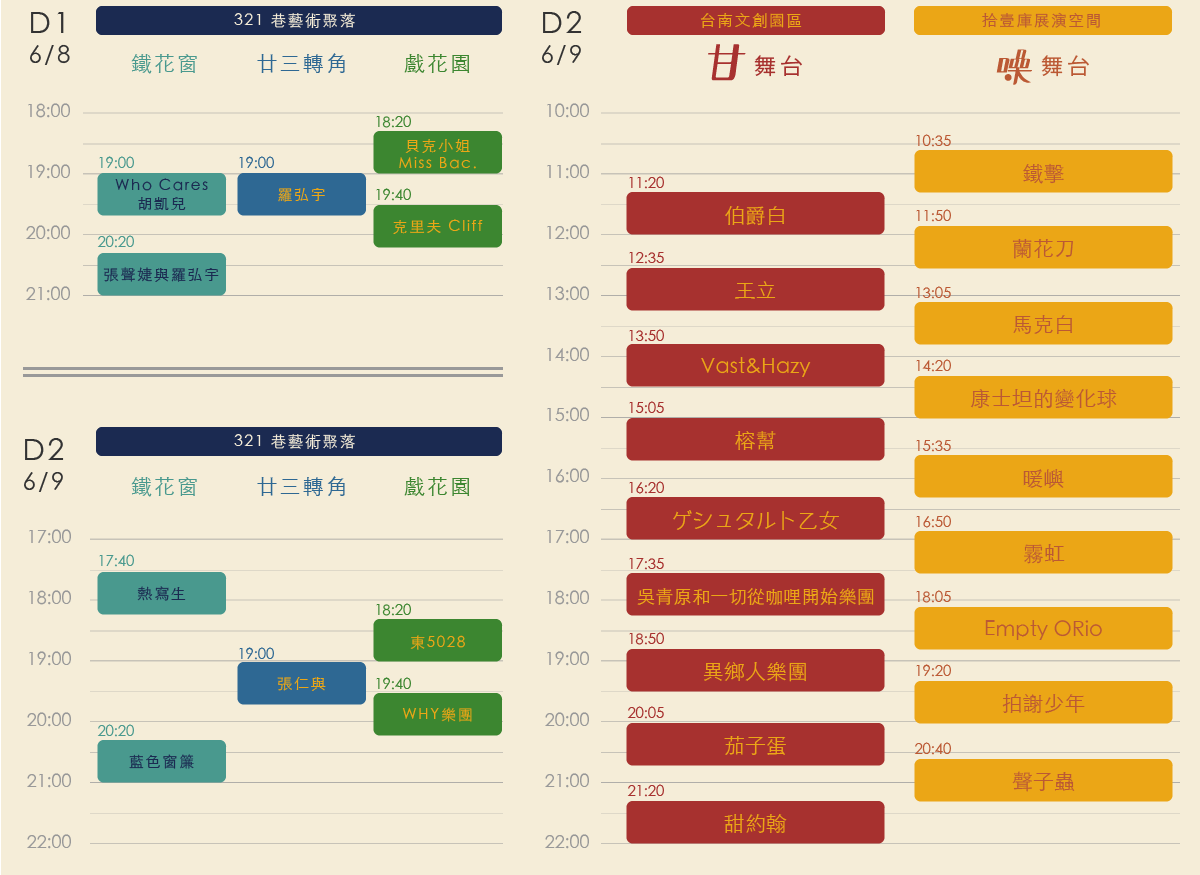 D1
6/8
321 巷藝術聚落
鐵花窗
廿三轉角
戲花園
18:00
19:00
20:00
21:00
19:00
Who Cares
胡凱兒
20:20
張聲婕與羅弘宇
19:00
羅弘宇
18:20
貝克小姐
Miss Bac.
19:40
克里夫 Cliff
D2
6/9
321 巷藝術聚落
鐵花窗
廿三轉角
戲花園
17:00
18:00
19:00
20:00
21:00
22:00
17:40
熱寫生
20:20
藍色窗簾
19:00
張仁與
18:20
東5028
19:40
WHY樂團
D2
6/9
台南文創園區
廿 舞台
拾壹庫展演空間
舞台
10:00
11:00
12:00
13:00
14:00
15:00
16:00
17:00
18:00
19:00
20:00
21:00
22:00
11:20
伯爵白
12:35
王立
13:50
Vast&Hazy
15:05
榕幫
16:20
ゲシュタルト乙女
17:35
吳青原和一切從咖哩開始樂團
18:50
異鄉人樂團
20:05
茄子蛋
21:20
甜約翰
10:35
鐵擊
11:50
蘭花刀
13:05
馬克白
14:20
康士坦的變化球
15:35
暖嶼
16:50
霧虹
18:05
Empty ORio
19:20
拍謝少年
20:40
聲子蟲